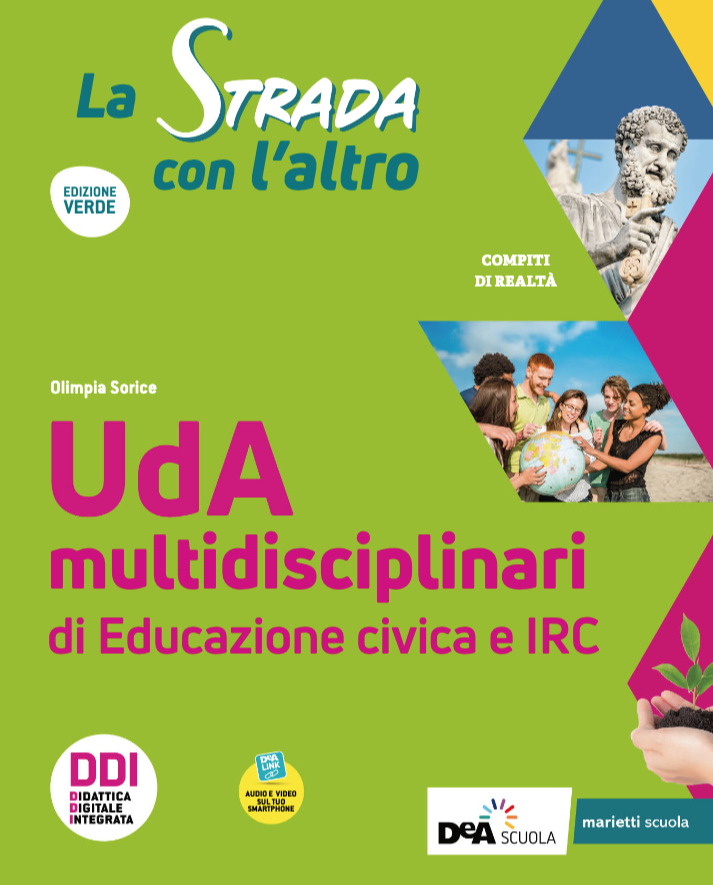 La STRADA
con l'altro
EDIZIONE
VERDE
COMPITI
DI REALTÀ
Olimpia Sorice
UdA
multidisciplinari
di Educazione civica e IRC
DDI
DIDATTICA
DIGITALE
INTEGRATA
DeA
LINK
AUDIO E VIDEO
SUL TUO
SMARTPHONE
DeA SCUOLA
marietti scuola